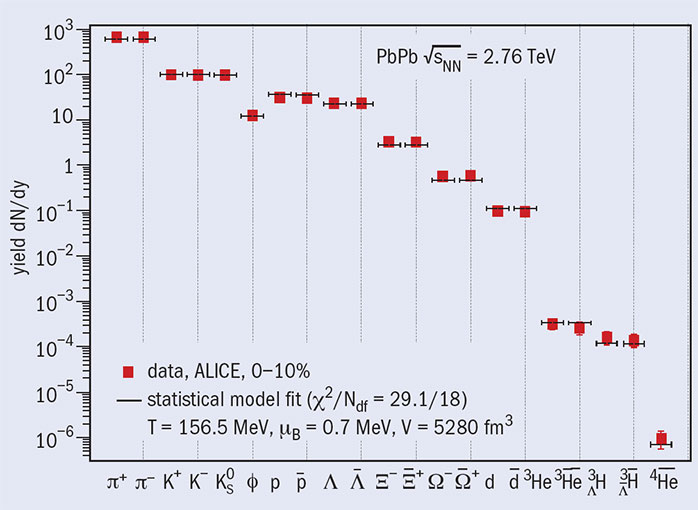 PbPb √sNN = 2.76 TeV
yield dN/dy
10³
10²
10
1
10⁻¹
10⁻²
10⁻³
10⁻⁴
10⁻⁵
10⁻⁶
data, ALICE, 0–10%
statistical model fit (χ²/Ndf = 29.1/18)
T = 156.5 MeV, μB = 0.7 MeV, V = 5280 fm³
π⁺ π⁻ K⁺ K⁻ K⁰S ϕ p p̄ Λ Λ̄ Ξ⁻ Ξ̄⁺ Ω⁻ Ω̄⁺ d d̄ ³He ³H̅e̅ ³ΛH ³Λ̄H̄ ⁴H̅e̅